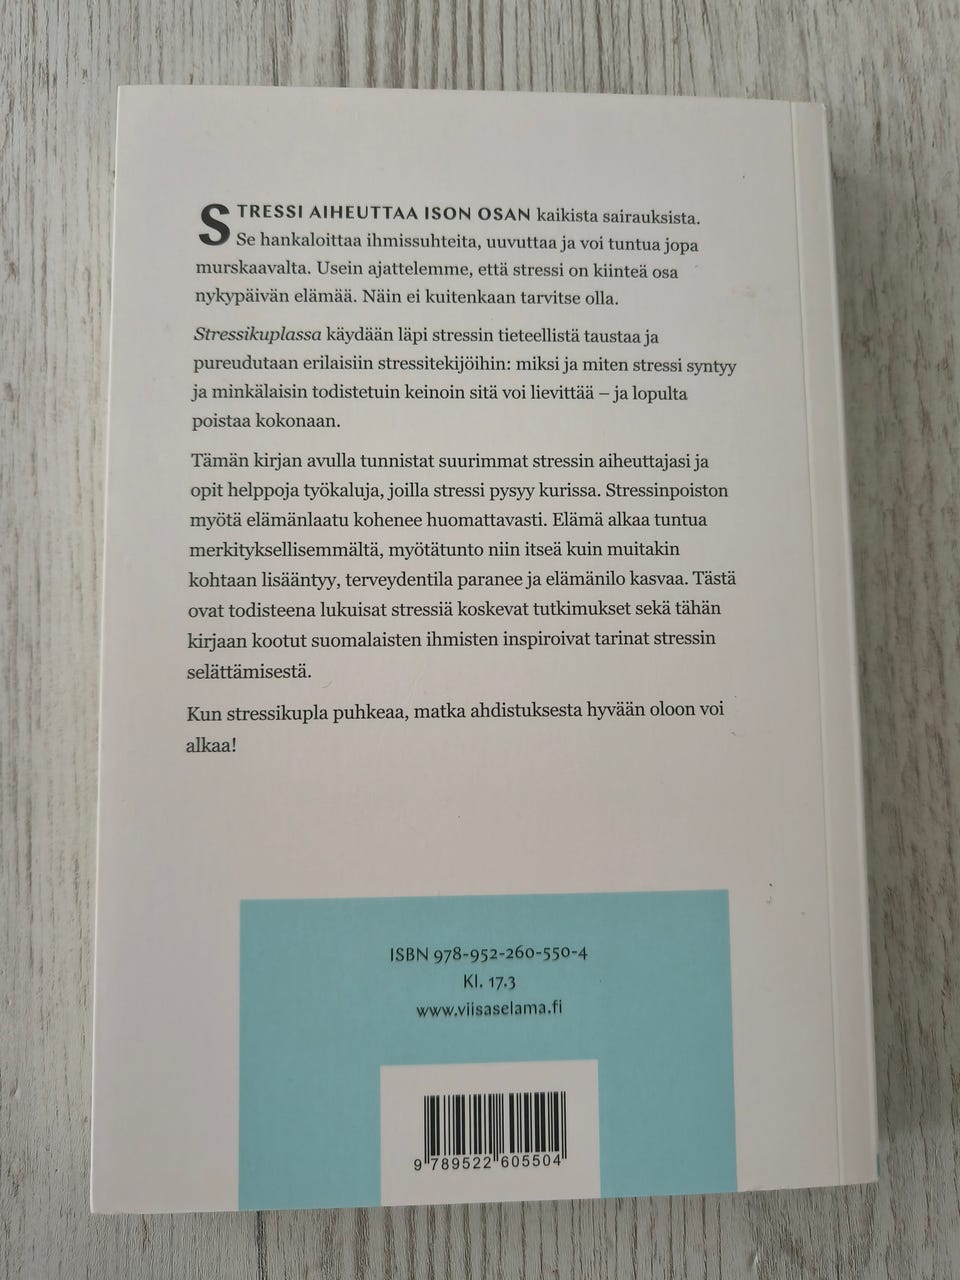 STRESSI AIHEUTTAA ISON OSAN kaikista sairauksista.
Se hankaloittaa ihmissuhteita, uuvuttaa ja voi tuntua jopa
murskaavalta. Usein ajattelemme, että stressi on kiinteä osa
nykypäivän elämää. Näin ei kuitenkaan tarvitse olla.
Stressikuplassa käydään läpi stressin tieteellistä taustaa ja
pureudutaan erilaisiin stressitekijöihin: miksi ja miten stressi syntyy
ja minkälaisin todistetuin keinoin sitä voi lievittää – ja lopulta
poistaa kokonaan.
Tämän kirjan avulla tunnistat suurimmat stressin aiheuttajasi ja
opit helppoja työkaluja, joilla stressi pysyy kurissa. Stressinpoiston
myötä elämänlaatu kohenee huomattavasti. Elämä alkaa tuntua
merkityksellisemmältä, myötätunto niin itseä kuin muitakin
kohtaan lisääntyy, terveydentila paranee ja elämänilo kasvaa. Tästä
ovat todisteena lukuisat stressiä koskevat tutkimukset sekä tähän
kirjaan kootut suomalaisten ihmisten inspiroivat tarinat stressin
selättämisestä.
Kun stressikupla puhkeaa, matka ahdistuksesta hyvään oloon voi
alkaa!
ISBN 978-952-260-550-4
Kl. 17.3
www.viisaselama.fi
9 789522 605504